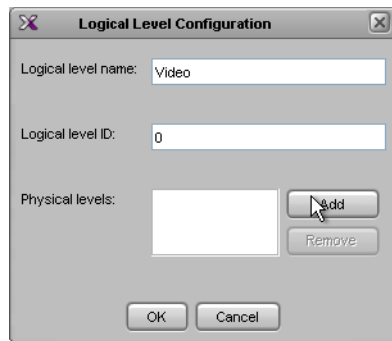 Logical Level Configuration
Logical level name: Video
Logical level ID: 0
Physical levels:
Add
Remove
OK Cancel